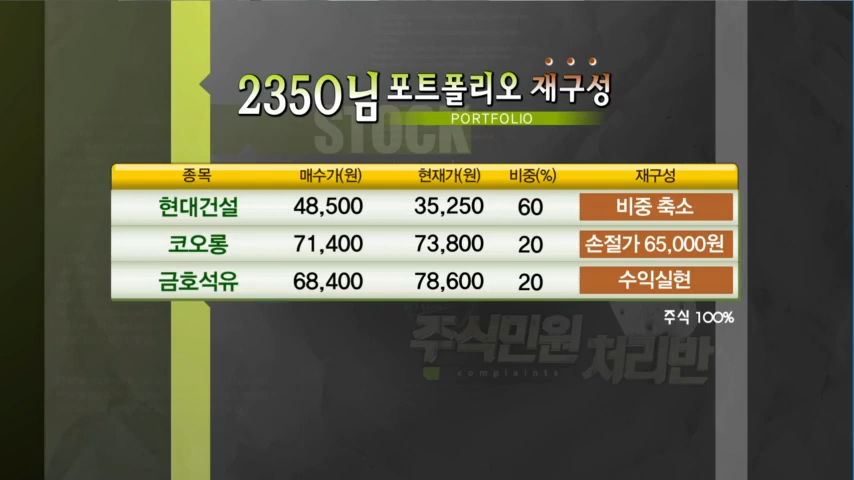 2350님 포트폴리오 재구성
PORTFOLIO
STOCK
종목 매수가(원) 현재가(원) 비중(%) 재구성
현대건설 48,500 35,250 60 비중 축소
코오롱 71,400 73,800 20 손절가 65,000원
금호석유 68,400 78,600 20 수익실현
주식 100%
주식민원 처리반
complaints